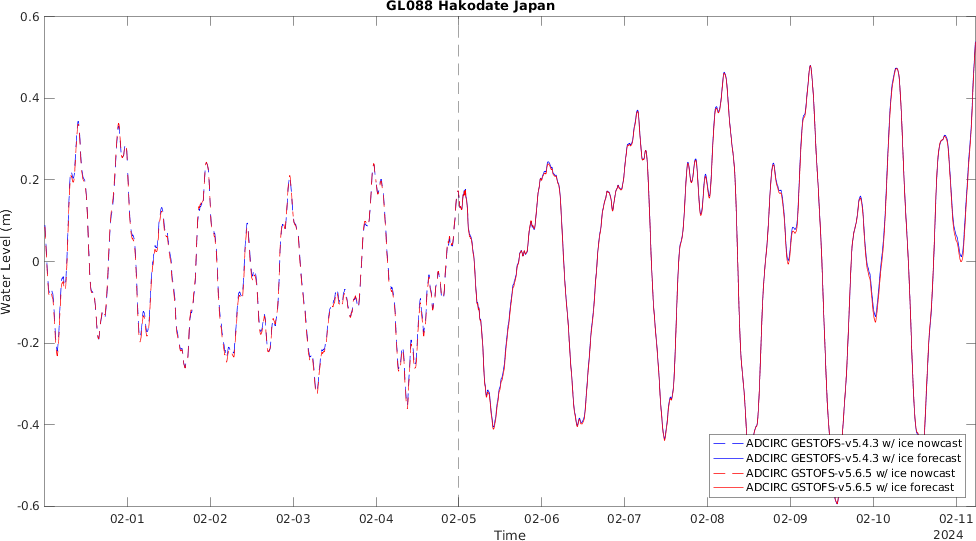 GL088 Hakodate Japan
0.6
0.4
0.2
0
-0.2
-0.4
-0.6
Water Level (m)
ADCIRC GESTOFS-v5.4.3 w/ ice nowcast
ADCIRC GESTOFS-v5.4.3 w/ ice forecast
ADCIRC GSTOFS-v5.6.5 w/ ice nowcast
ADCIRC GSTOFS-v5.6.5 w/ ice forecast
02-01 02-02 02-03 02-04 02-05 02-06 02-07 02-08 02-09 02-10 02-11
Time 2024